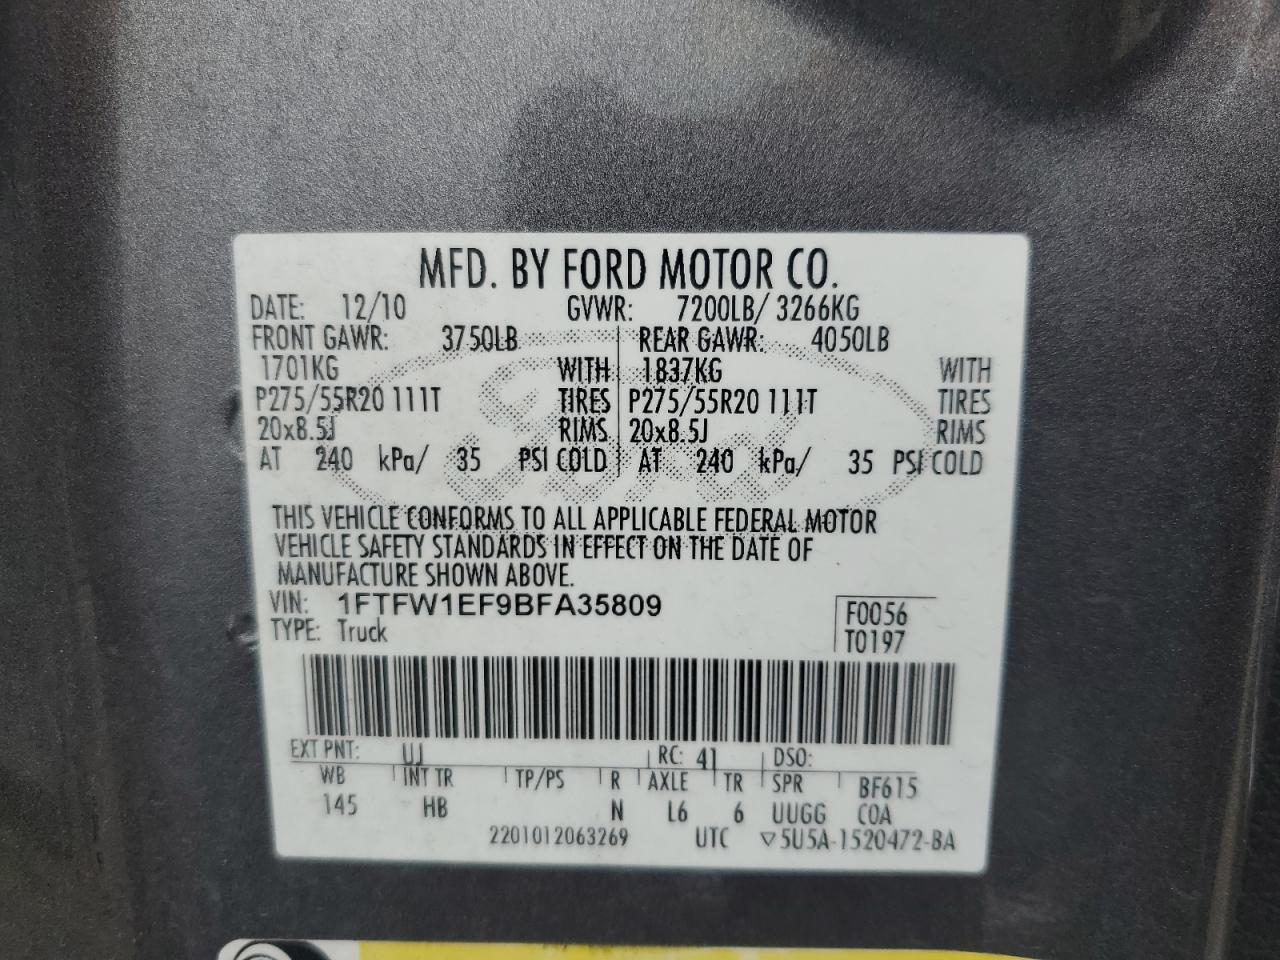 MFD. BY FORD MOTOR CO.
DATE: 12/10 GVWR: 7200LB/ 3266KG
FRONT GAWR: 3750LB REAR GAWR: 4050LB
1701KG WITH 1837KG WITH
P275/55R20 111T TIRES P275/55R20 111T TIRES
20x8.5J RIMS 20x8.5J RIMS
AT 240 kPa/ 35 PSI COLD AT 240 kPa/ 35 PSI COLD
Ford
THIS VEHICLE CONFORMS TO ALL APPLICABLE FEDERAL MOTOR
VEHICLE SAFETY STANDARDS IN EFFECT ON THE DATE OF
MANUFACTURE SHOWN ABOVE.
VIN: 1FTFW1EF9BFA35809 F0056
TYPE: Truck T0197
EXT PNT: UJ RC: 41 DSO:
WB INT TR TP/PS R AXLE TR SPR BF615
145 HB N L6 6 UUGG COA
2201012063269 UTC ▽5U5A-1520472-BA